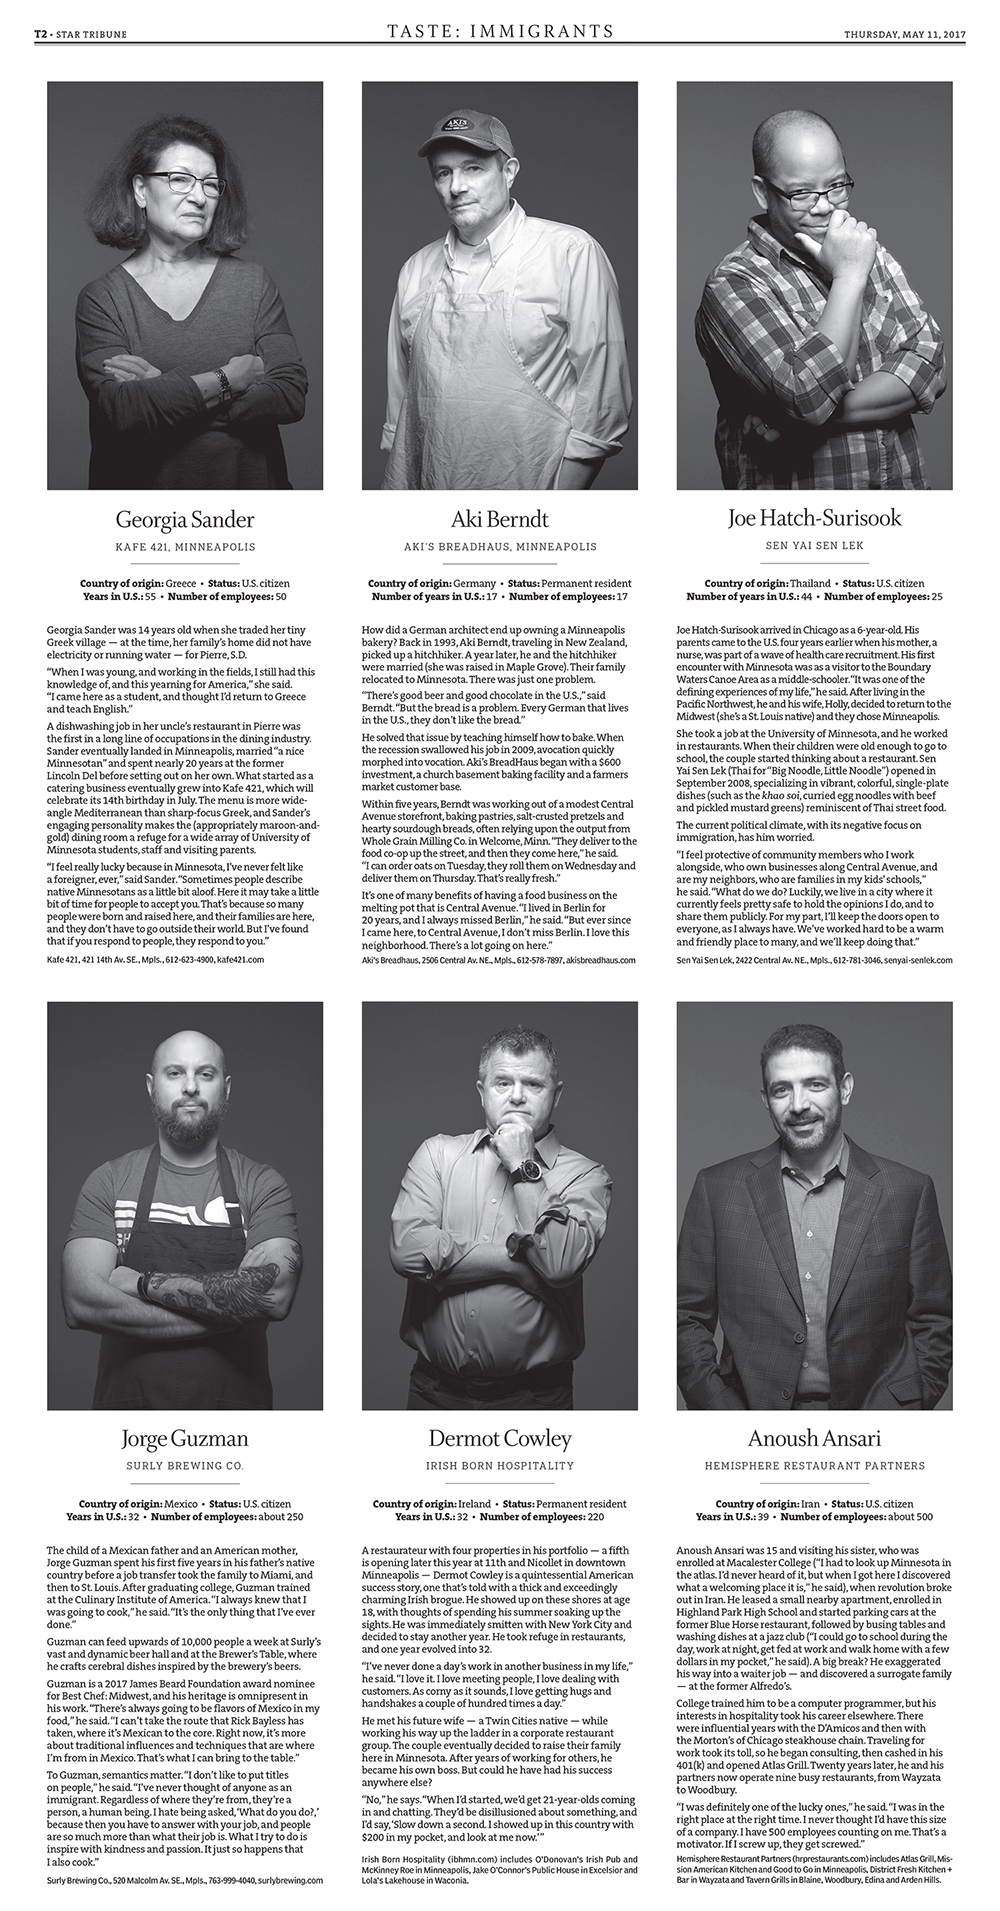 T2 • STAR TRIBUNE
TASTE: IMMIGRANTS
THURSDAY, MAY 11, 2017
AKI'S
Georgia Sander
KAFE 421, MINNEAPOLIS
Country of origin: Greece • Status: U.S. citizen
Years in U.S.: 55 • Number of employees: 50
Georgia Sander was 14 years old when she traded her tiny
Greek village — at the time, her family's home did not have
electricity or running water — for Pierre, S.D.
"When I was young, and working in the fields, I still had this
knowledge of, and this yearning for America," she said.
"I came here as a student, and thought I'd return to Greece
and teach English."
A dishwashing job in her uncle's restaurant in Pierre was
the first in a long line of occupations in the dining industry.
Sander eventually landed in Minneapolis, married "a nice
Minnesotan" and spent nearly 20 years at the former
Lincoln Del before setting out on her own. What started as a
catering business eventually grew into Kafe 421, which will
celebrate its 14th birthday in July. The menu is more wide-
angle Mediterranean than sharp-focus Greek, and Sander's
engaging personality makes the (appropriately maroon-and-
gold) dining room a refuge for a wide array of University of
Minnesota students, staff and visiting parents.
"I feel really lucky because in Minnesota, I've never felt like
a foreigner, ever," said Sander. "Sometimes people describe
native Minnesotans as a little bit aloof. Here it may take a little
bit of time for people to accept you. That's because so many
people were born and raised here, and their families are here,
and they don't have to go outside their world. But I've found
that if you respond to people, they respond to you."
Kafe 421, 421 14th Av. SE., Mpls., 612-623-4900, kafe421.com
Aki Berndt
AKI'S BREADHAUS, MINNEAPOLIS
Country of origin: Germany • Status: Permanent resident
Number of years in U.S.: 17 • Number of employees: 17
How did a German architect end up owning a Minneapolis
bakery? Back in 1993, Aki Berndt, traveling in New Zealand,
picked up a hitchhiker. A year later, he and the hitchhiker
were married (she was raised in Maple Grove). Their family
relocated to Minnesota. There was just one problem.
"There's good beer and good chocolate in the U.S.," said
Berndt. "But the bread is a problem. Every German that lives
in the U.S., they don't like the bread."
He solved that issue by teaching himself how to bake. When
the recession swallowed his job in 2009, avocation quickly
morphed into vocation. Aki's BreadHaus began with a $600
investment, a church basement baking facility and a farmers
market customer base.
Within five years, Berndt was working out of a modest Central
Avenue storefront, baking pastries, salt-crusted pretzels and
hearty sourdough breads, often relying upon the output from
Whole Grain Milling Co. in Welcome, Minn. "They deliver to the
food co-op up the street, and then they come here," he said.
"I can order oats on Tuesday, they roll them on Wednesday and
deliver them on Thursday. That's really fresh."
It's one of many benefits of having a food business on the
melting pot that is Central Avenue. "I lived in Berlin for
20 years, and I always missed Berlin," he said. "But ever since
I came here, to Central Avenue, I don't miss Berlin. I love this
neighborhood. There's a lot going on here."
Aki's Breadhaus, 2506 Central Av. NE., Mpls., 612-578-7897, akisbreadhaus.com
Joe Hatch-Surisook
SEN YAI SEN LEK
Country of origin: Thailand • Status: U.S. citizen
Number of years in U.S.: 44 • Number of employees: 25
Joe Hatch-Surisook arrived in Chicago as a 6-year-old. His
parents came to the U.S. four years earlier when his mother, a
nurse, was part of a wave of health care recruitment. His first
encounter with Minnesota was as a visitor to the Boundary
Waters Canoe Area as a middle-schooler. "It was one of the
defining experiences of my life," he said. After living in the
Pacific Northwest, he and his wife, Holly, decided to return to the
Midwest (she's a St. Louis native) and they chose Minneapolis.
She took a job at the University of Minnesota, and he worked
in restaurants. When their children were old enough to go to
school, the couple started thinking about a restaurant. Sen
Yai Sen Lek (Thai for "Big Noodle, Little Noodle") opened in
September 2008, specializing in vibrant, colorful, single-plate
dishes (such as the khao soi, curried egg noodles with beef
and pickled mustard greens) reminiscent of Thai street food.
The current political climate, with its negative focus on
immigration, has him worried.
"I feel protective of community members who I work
alongside, who own businesses along Central Avenue, and
are my neighbors, who are families in my kids' schools,"
he said. "What do we do? Luckily, we live in a city where it
currently feels pretty safe to hold the opinions I do, and to
share them publicly. For my part, I'll keep the doors open to
everyone, as I always have. We've worked hard to be a warm
and friendly place to many, and we'll keep doing that."
Sen Yai Sen Lek, 2422 Central Av. NE., Mpls., 612-781-3046, senyai-senlek.com
Jorge Guzman
SURLY BREWING CO.
Country of origin: Mexico • Status: U.S. citizen
Years in U.S.: 32 • Number of employees: about 250
The child of a Mexican father and an American mother,
Jorge Guzman spent his first five years in his father's native
country before a job transfer took the family to Miami, and
then to St. Louis. After graduating college, Guzman trained
at the Culinary Institute of America. "I always knew that I
was going to cook," he said. "It's the only thing that I've ever
done."
Guzman can feed upwards of 10,000 people a week at Surly's
vast and dynamic beer hall and at the Brewer's Table, where
he crafts cerebral dishes inspired by the brewery's beers.
Guzman is a 2017 James Beard Foundation award nominee
for Best Chef: Midwest, and his heritage is omnipresent in
his work. "There's always going to be flavors of Mexico in my
food," he said. "I can't take the route that Rick Bayless has
taken, where it's Mexican to the core. Right now, it's more
about traditional influences and techniques that are where
I'm from in Mexico. That's what I can bring to the table."
To Guzman, semantics matter. "I don't like to put titles
on people," he said. "I've never thought of anyone as an
immigrant. Regardless of where they're from, they're a
person, a human being. I hate being asked, 'What do you do?,'
because then you have to answer with your job, and people
are so much more than what their job is. What I try to do is
inspire with kindness and passion. It just so happens that
I also cook."
Surly Brewing Co., 520 Malcolm Av. SE., Mpls., 763-999-4040, surlybrewing.com
Dermot Cowley
IRISH BORN HOSPITALITY
Country of origin: Ireland • Status: Permanent resident
Years in U.S.: 32 • Number of employees: 220
A restaurateur with four properties in his portfolio — a fifth
is opening later this year at 11th and Nicollet in downtown
Minneapolis — Dermot Cowley is a quintessential American
success story, one that's told with a thick and exceedingly
charming Irish brogue. He showed up on these shores at age
18, with thoughts of spending his summer soaking up the
sights. He was immediately smitten with New York City and
decided to stay another year. He took refuge in restaurants,
and one year evolved into 32.
"I've never done a day's work in another business in my life,"
he said. "I love it. I love meeting people, I love dealing with
customers. As corny as it sounds, I love getting hugs and
handshakes a couple of hundred times a day."
He met his future wife — a Twin Cities native — while
working his way up the ladder in a corporate restaurant
group. The couple eventually decided to raise their family
here in Minnesota. After years of working for others, he
became his own boss. But could he have had his success
anywhere else?
"No," he says. "When I'd started, we'd get 21-year-olds coming
in and chatting. They'd be disillusioned about something, and
I'd say, 'Slow down a second. I showed up in this country with
$200 in my pocket, and look at me now.'"
Irish Born Hospitality (ibhmn.com) includes O'Donovan's Irish Pub and
McKinney Roe in Minneapolis, Jake O'Connor's Public House in Excelsior and
Lola's Lakehouse in Waconia.
Anoush Ansari
HEMISPHERE RESTAURANT PARTNERS
Country of origin: Iran • Status: U.S. citizen
Years in U.S.: 39 • Number of employees: about 500
Anoush Ansari was 15 and visiting his sister, who was
enrolled at Macalester College ("I had to look up Minnesota in
the atlas. I'd never heard of it, but when I got here I discovered
what a welcoming place it is," he said), when revolution broke
out in Iran. He leased a small nearby apartment, enrolled in
Highland Park High School and started parking cars at the
former Blue Horse restaurant, followed by busing tables and
washing dishes at a jazz club ("I could go to school during the
day, work at night, get fed at work and walk home with a few
dollars in my pocket," he said). A big break? He exaggerated
his way into a waiter job — and discovered a surrogate family
— at the former Alfredo's.
College trained him to be a computer programmer, but his
interests in hospitality took his career elsewhere. There
were influential years with the D'Amicos and then with
the Morton's of Chicago steakhouse chain. Traveling for
work took its toll, so he began consulting, then cashed in his
401(k) and opened Atlas Grill. Twenty years later, he and his
partners now operate nine busy restaurants, from Wayzata
to Woodbury.
"I was definitely one of the lucky ones," he said. "I was in the
right place at the right time. I never thought I'd have this size
of a company. I have 500 employees counting on me. That's a
motivator. If I screw up, they get screwed."
Hemisphere Restaurant Partners (hrprestaurants.com) includes Atlas Grill, Mis-
sion American Kitchen and Good to Go in Minneapolis, District Fresh Kitchen +
Bar in Wayzata and Tavern Grills in Blaine, Woodbury, Edina and Arden Hills.